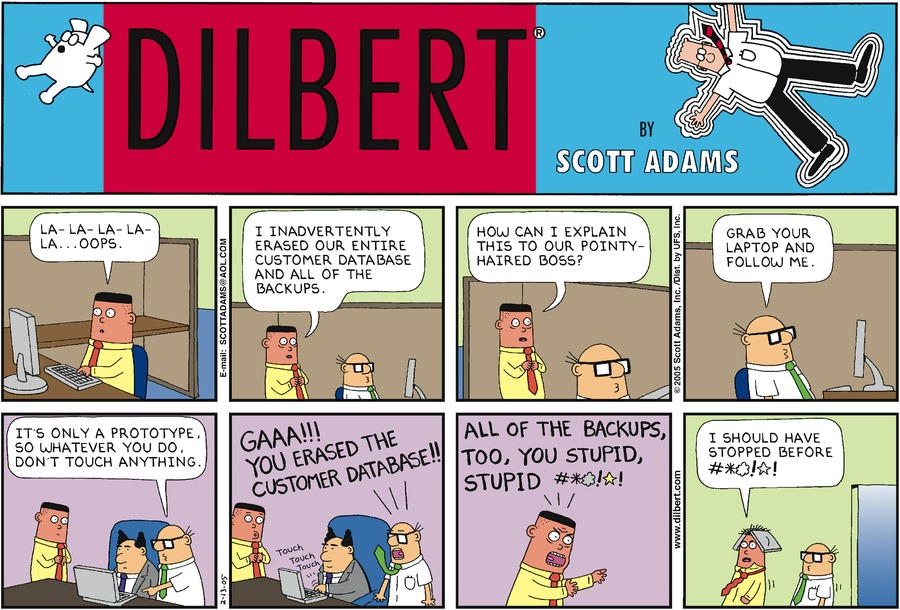 DILBERT®
BY
SCOTT ADAMS
LA- LA- LA- LA-
LA...OOPS.
E-mail: SCOTTADAMS@AOL.COM
I INADVERTENTLY
ERASED OUR ENTIRE
CUSTOMER DATABASE
AND ALL OF THE
BACKUPS.
HOW CAN I EXPLAIN
THIS TO OUR POINTY-
HAIRED BOSS?
© 2005 Scott Adams, Inc./Dist. by UFS, Inc.
GRAB YOUR
LAPTOP AND
FOLLOW ME.
IT'S ONLY A PROTOTYPE,
SO WHATEVER YOU DO,
DON'T TOUCH ANYTHING.
2-13-05
GAAA!!!
YOU ERASED THE
CUSTOMER DATABASE!!
TOUCH
TOUCH
TOUCH
ALL OF THE BACKUPS,
TOO, YOU STUPID,
STUPID #*💭!☆!
www.dilbert.com
I SHOULD HAVE
STOPPED BEFORE
#*💭!☆!